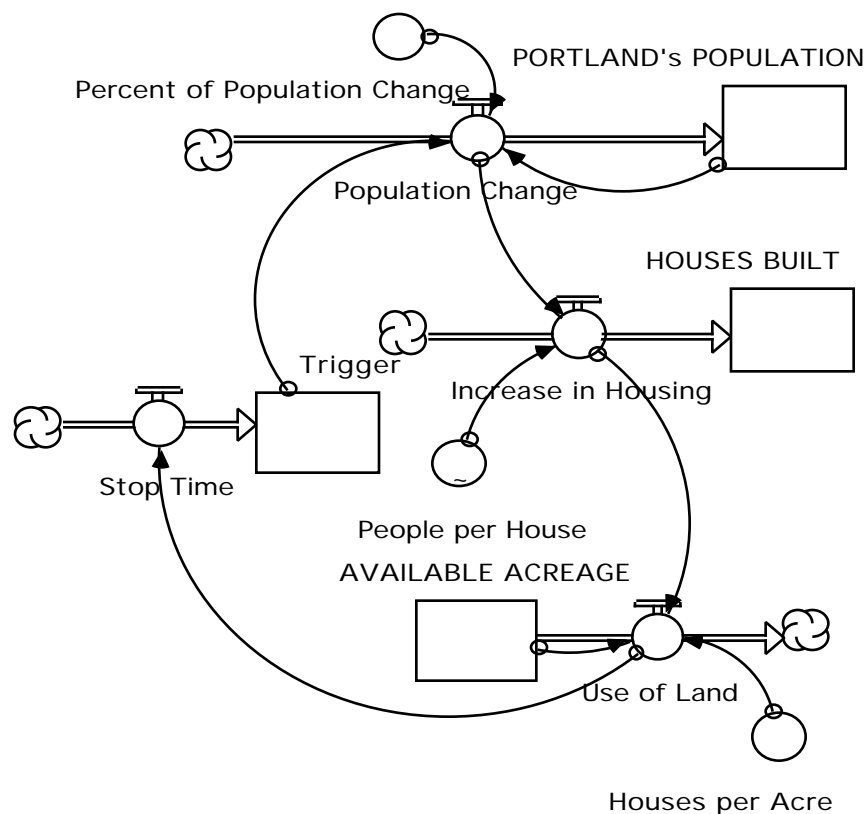 PORTLAND's POPULATION
Percent of Population Change
Population Change
HOUSES BUILT
Trigger
Increase in Housing
Stop Time
~
People per House
AVAILABLE ACREAGE
Use of Land
Houses per Acre